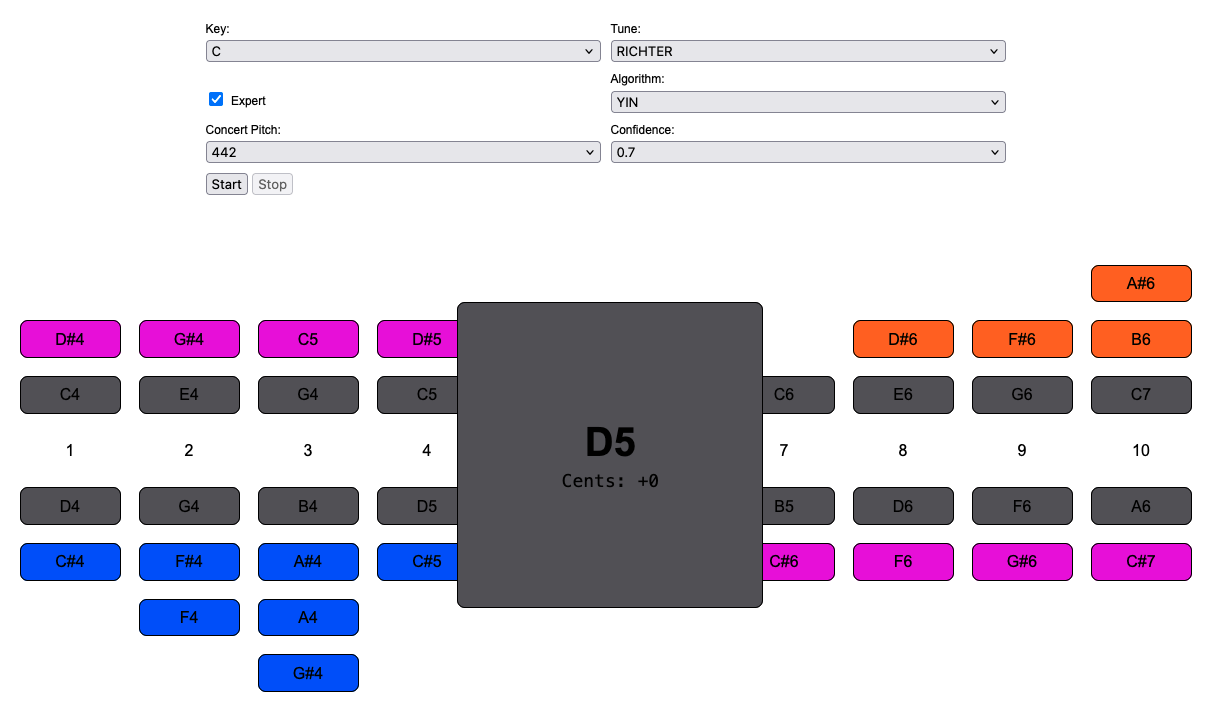 Key: Tune:
C RICHTER
Algorithm:
Expert YIN
Concert Pitch: Confidence:
442 0.7
Start Stop
A#6
D#4 G#4 C5 D#5 D#6 F#6 B6
C4 E4 G4 C5 C6 E6 G6 C7
D5
1 2 3 4 7 8 9 10
Cents: +0
D4 G4 B4 D5 B5 D6 F6 A6
C#4 F#4 A#4 C#5 C#6 F6 G#6 C#7
F4 A4
G#4